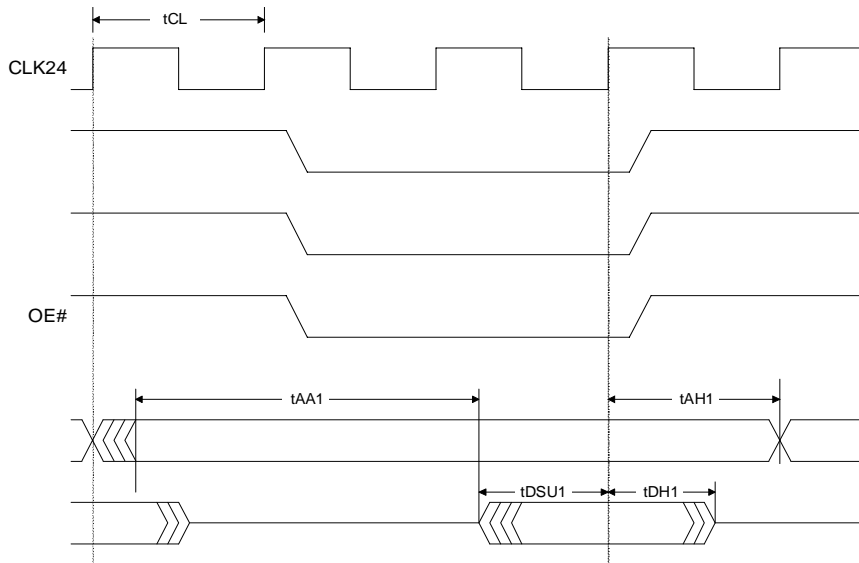 tCL
CLK24
OE#
tAA1
tAH1
tDSU1
tDH1